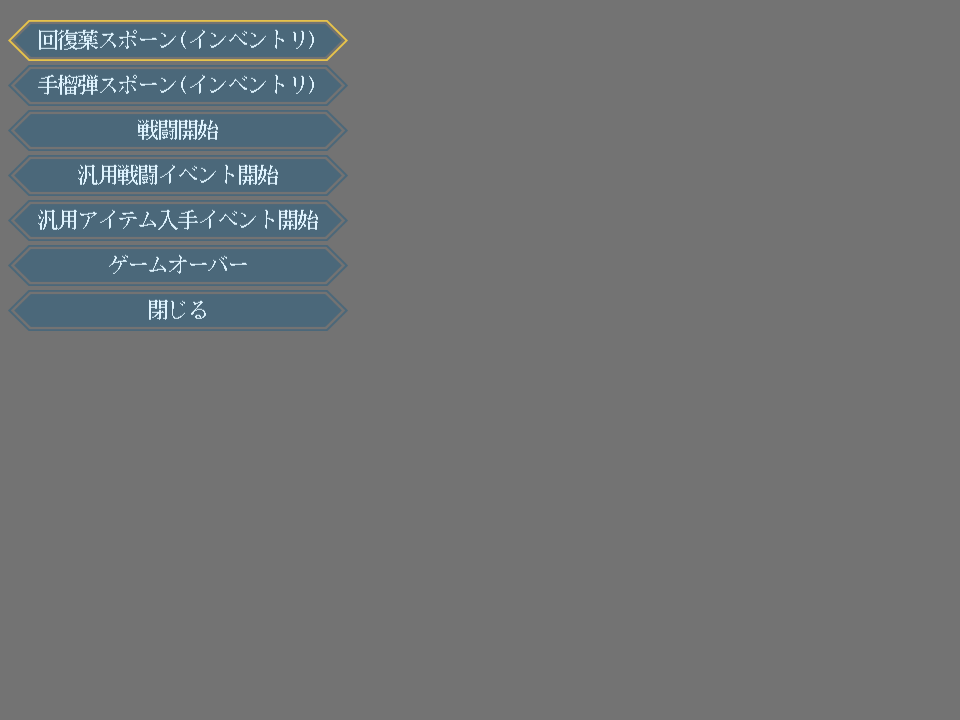 回復薬スポーン(インベントリ)
手榴弾スポーン(インベントリ)
戦闘開始
汎用戦闘イベント開始
汎用アイテム入手イベント開始
ゲームオーバー
閉じる